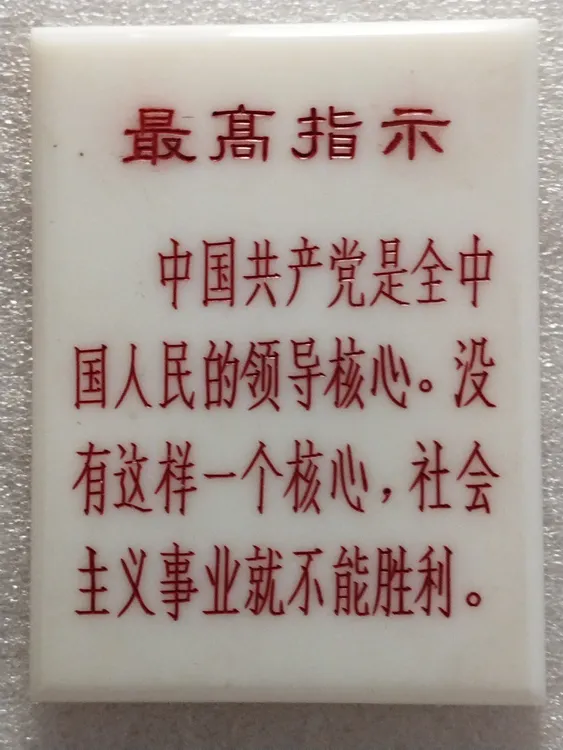 最高指示
中国共产党是全中
国人民的领导核心。没
有这样一个核心，社会
主义事业就不能胜利。